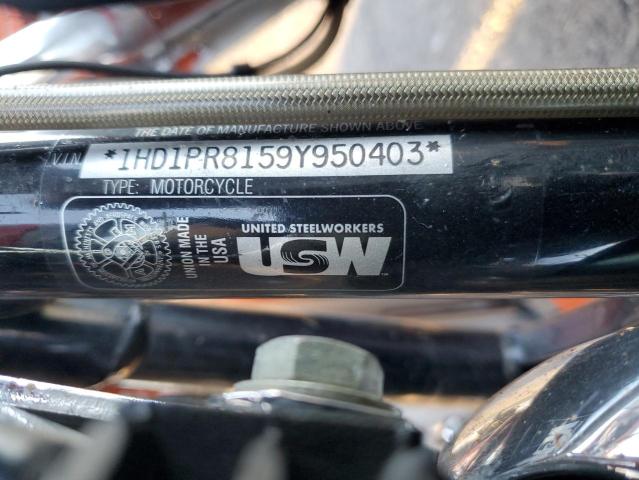 THE DATE OF MANUFACTURE SHOWN ABOVE
VIN *1HD1PR8159Y950403*
TYPE: MOTORCYCLE
UNION MADE
IN THE
USA
UNITED STEELWORKERS
USW